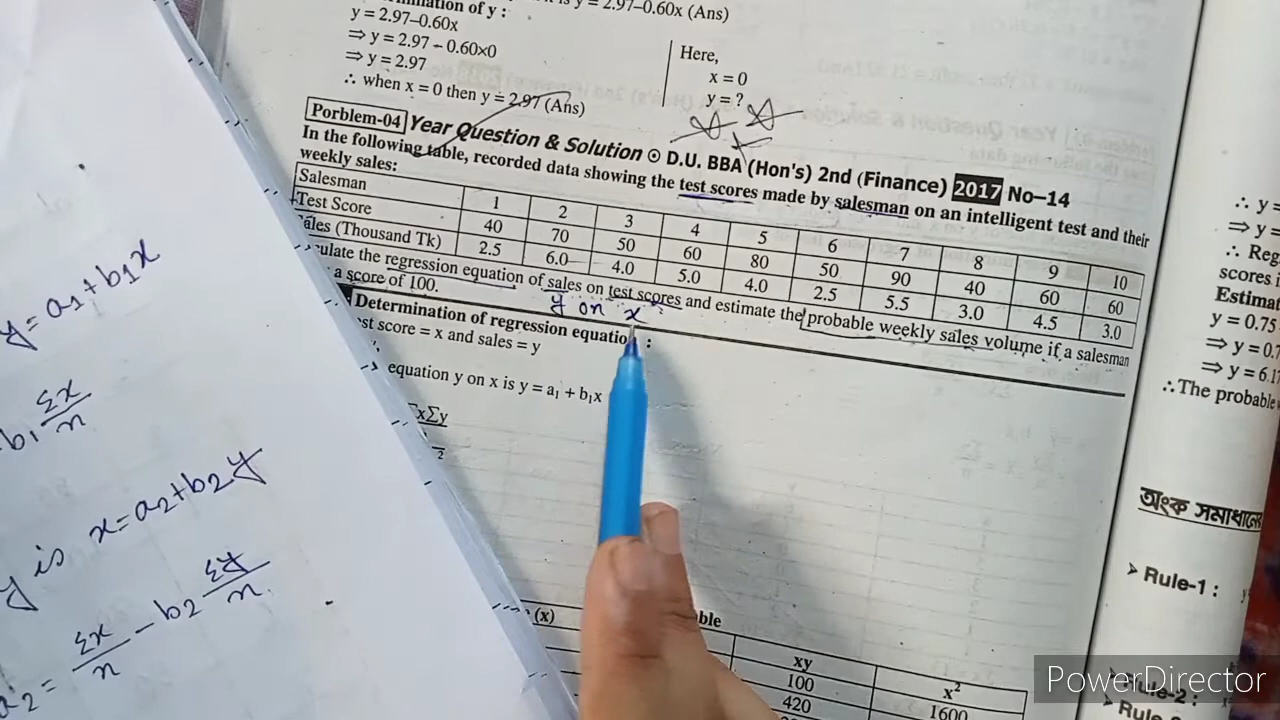 y = 2.97–0.60x (Ans)
of y :
y = 2.97–0.60x
⇒ y = 2.97 – 0.60×0
⇒ y = 2.97
∴ when x = 0 then y = 2.97 (Ans)
Here,
x = 0
y = ?
Porblem-04 Year Question & Solution ⊙ D.U. BBA (Hon's) 2nd (Finance) 2017 No–14
In the following table, recorded data showing the test scores made by salesman on an intelligent test and their
weekly sales:
Salesman 1 2 3 4 5 6 7 8 9 10
Test Score 40 70 50 60 80 50 90 40 60 60
Sales (Thousand Tk) 2.5 6.0 4.0 5.0 4.0 2.5 5.5 3.0 4.5 3.0
regression equation of sales on test scores and estimate the probable weekly sales volume if a salesman
a score of 100.
y on x
Determination of regression equation :
score = x and sales = y
equation y on x is y = a₁ + b₁x
ΣxΣy
2
(x)
xy
x²
100
1600
420
y = a₁ + b₁x
b₁ Σx/n
y is x = a₂ + b₂y
a₂ = Σx/n – b₂ Σy/n
∴ y =
⇒ y =
∴ Reg
scores i
Estimat
y = 0.75
⇒ y = 0.7
⇒ y = 6.1
∴ The probable
অংক সমাধানে
➢ Rule-1 :
Rule-2 :
PowerDirector